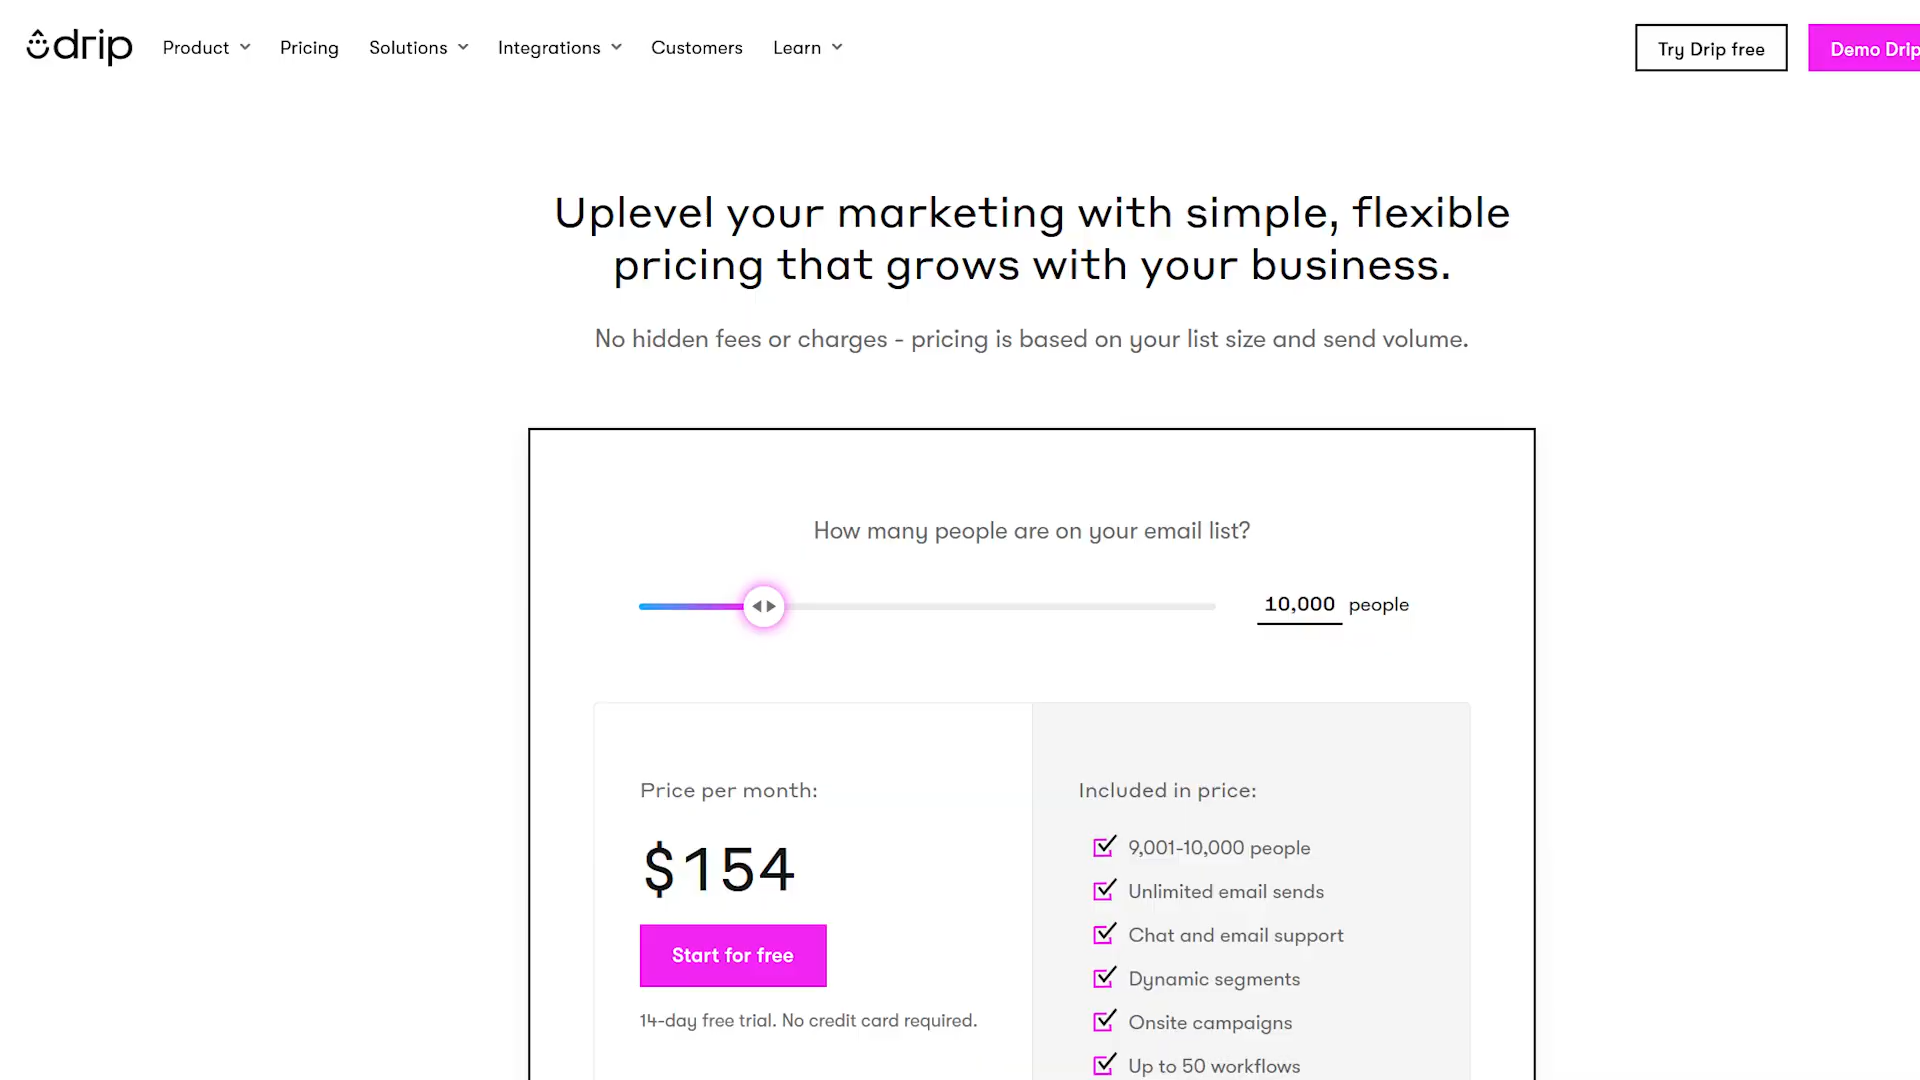 drip
Product
Pricing
Solutions
Integrations
Customers
Learn
Try Drip free
Demo Drip
Uplevel your marketing with simple, flexible
pricing that grows with your business.
No hidden fees or charges - pricing is based on your list size and send volume.
How many people are on your email list?
10,000 people
Price per month:
$154
Start for free
14-day free trial. No credit card required.
Included in price:
9,001-10,000 people
Unlimited email sends
Chat and email support
Dynamic segments
Onsite campaigns
Up to 50 workflows